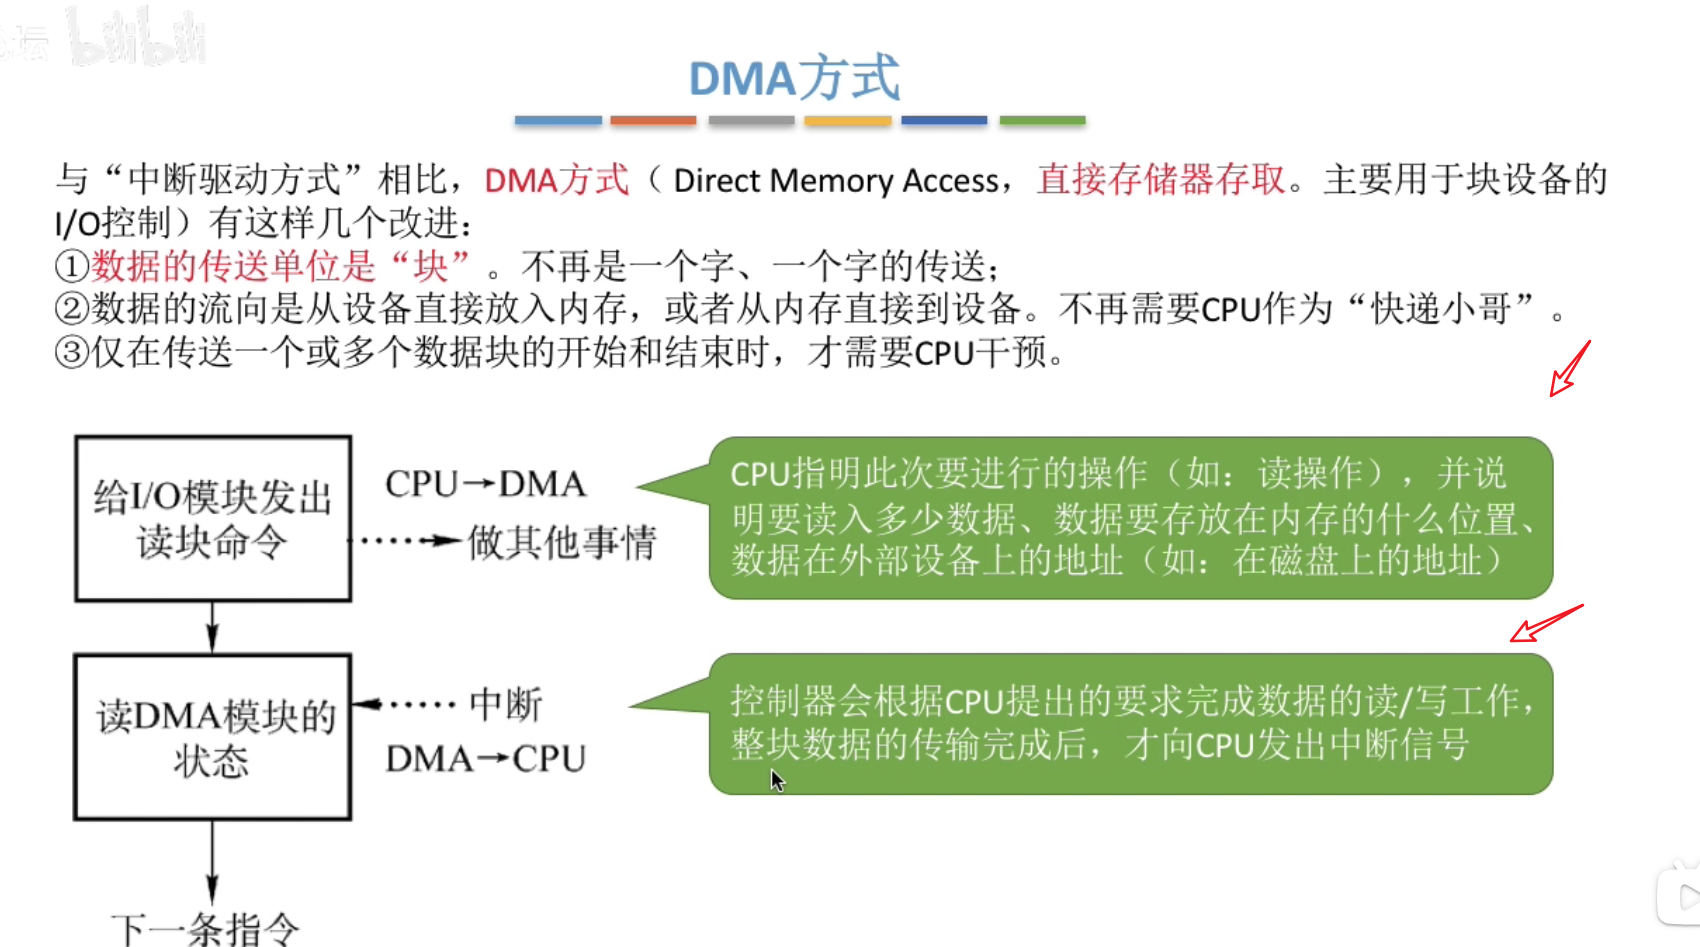 坛 bilibili
DMA方式
与“中断驱动方式”相比，DMA方式（ Direct Memory Access，直接存储器存取。主要用于块设备的
I/O控制）有这样几个改进：
①数据的传送单位是“块”。不再是一个字、一个字的传送；
②数据的流向是从设备直接放入内存，或者从内存直接到设备。不再需要CPU作为“快递小哥”。
③仅在传送一个或多个数据块的开始和结束时，才需要CPU干预。
给I/O模块发出
读块命令
CPU→DMA
做其他事情
CPU指明此次要进行的操作（如：读操作），并说
明要读入多少数据、数据要存放在内存的什么位置、
数据在外部设备上的地址（如：在磁盘上的地址）
读DMA模块的
状态
中断
DMA→CPU
控制器会根据CPU提出的要求完成数据的读/写工作，
整块数据的传输完成后，才向CPU发出中断信号
下一条指令